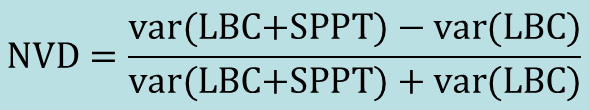 NVD = var(LBC+SPPT) − var(LBC)
var(LBC+SPPT) + var(LBC)